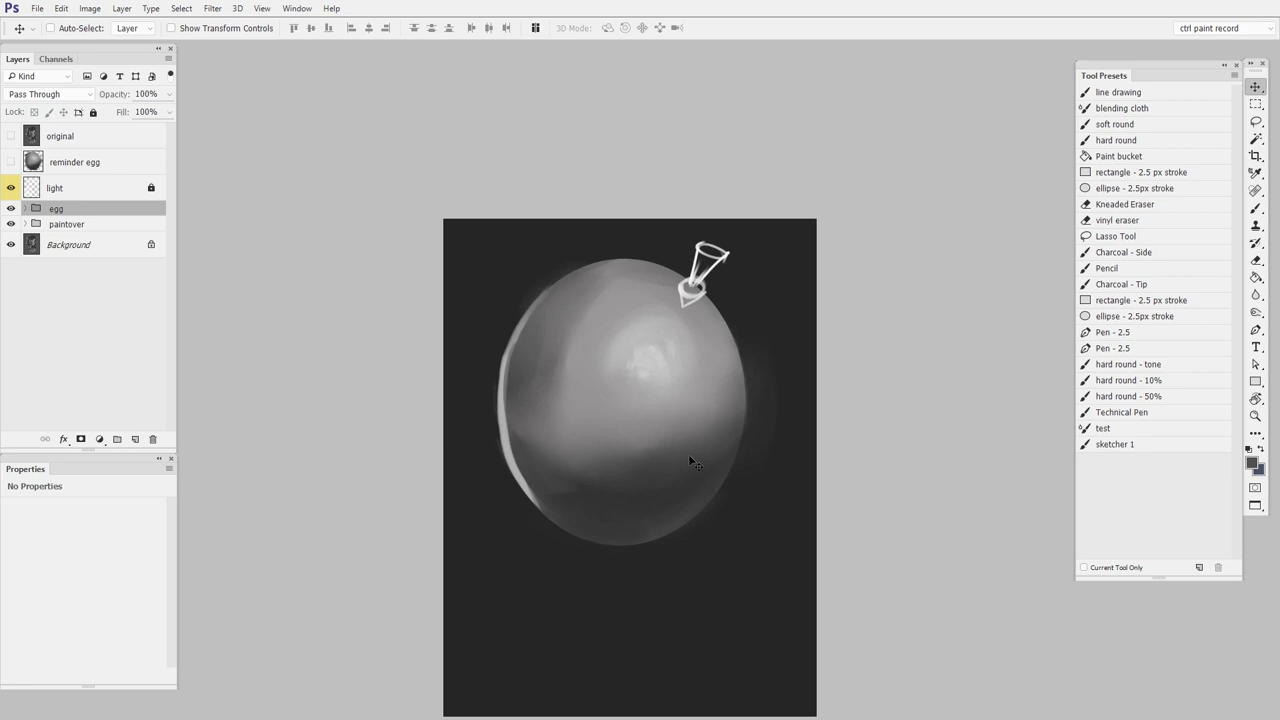 Ps File Edit Image Layer Type Select Filter 3D View Window Help
Auto-Select: Layer Show Transform Controls 3D Mode: ctrl paint record
Layers Channels
Kind
Pass Through Opacity: 100%
Lock: Fill: 100%
original
reminder egg
light
egg
paintover
Background
Properties
No Properties
Tool Presets
line drawing
blending cloth
soft round
hard round
Paint bucket
rectangle - 2.5 px stroke
ellipse - 2.5px stroke
Kneaded Eraser
vinyl eraser
Lasso Tool
Charcoal - Side
Pencil
Charcoal - Tip
rectangle - 2.5 px stroke
ellipse - 2.5px stroke
Pen - 2.5
Pen - 2.5
hard round - tone
hard round - 10%
hard round - 50%
Technical Pen
test
sketcher 1
Current Tool Only